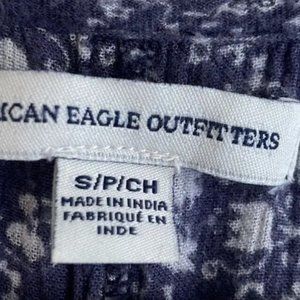 ICAN EAGLE OUTFITTERS
S/P/CH
MADE IN INDIA
FABRIQUÉ EN
INDE